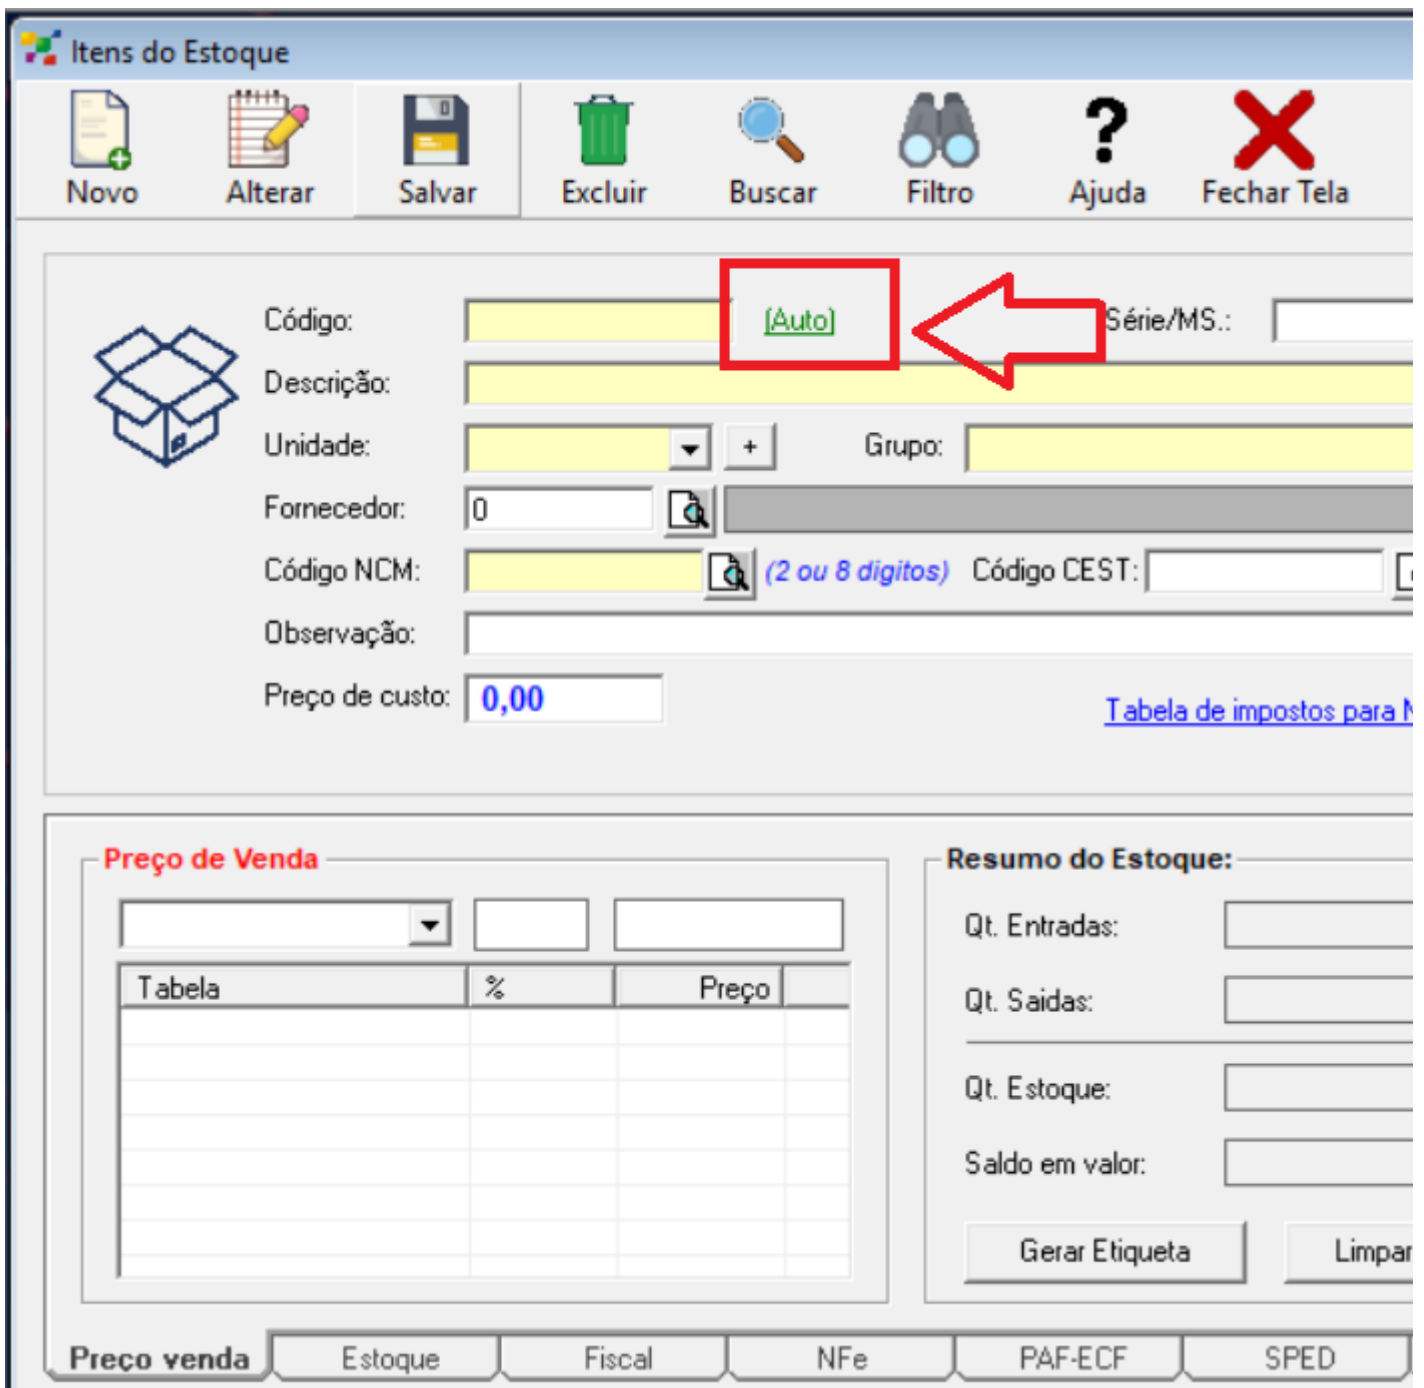 Itens do Estoque
Novo Alterar Salvar Excluir Buscar Filtro Ajuda Fechar Tela
Código: (Auto) Série/MS.:
Descrição:
Unidade: + Grupo:
Fornecedor: 0
Código NCM: (2 ou 8 digitos) Código CEST:
Observação:
Preço de custo: 0,00
Tabela de impostos para N
Preço de Venda
Resumo do Estoque:
Qt. Entradas:
Tabela % Preço
Qt. Saidas:
Qt. Estoque:
Saldo em valor:
Gerar Etiqueta Limpar
Preço venda Estoque Fiscal NFe PAF-ECF SPED